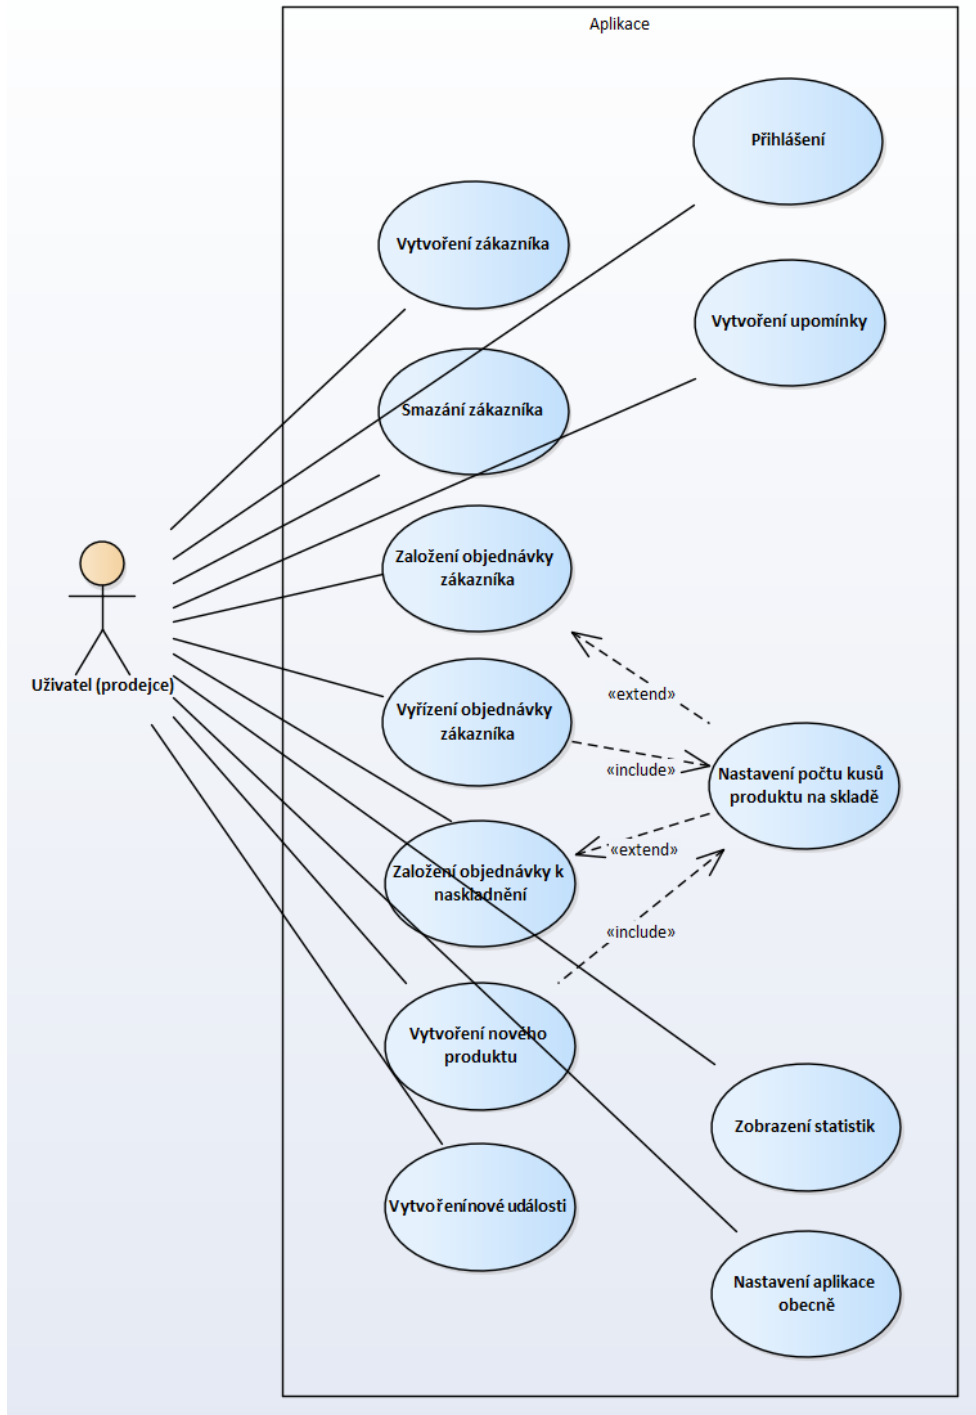 Aplikace
Přihlášení
Vytvoření zákazníka
Vytvoření upomínky
Smazání zákazníka
Založení objednávky
zákazníka
Uživatel (prodejce)
«extend»
Vyřízení objednávky
zákazníka
«include»
Nastavení počtu kusů
produktu na skladě
«extend»
Založení objednávky k
naskladnění
«include»
Vytvoření nového
produktu
Zobrazení statistik
Vytvořenínové události
Nastavení aplikace
obecně